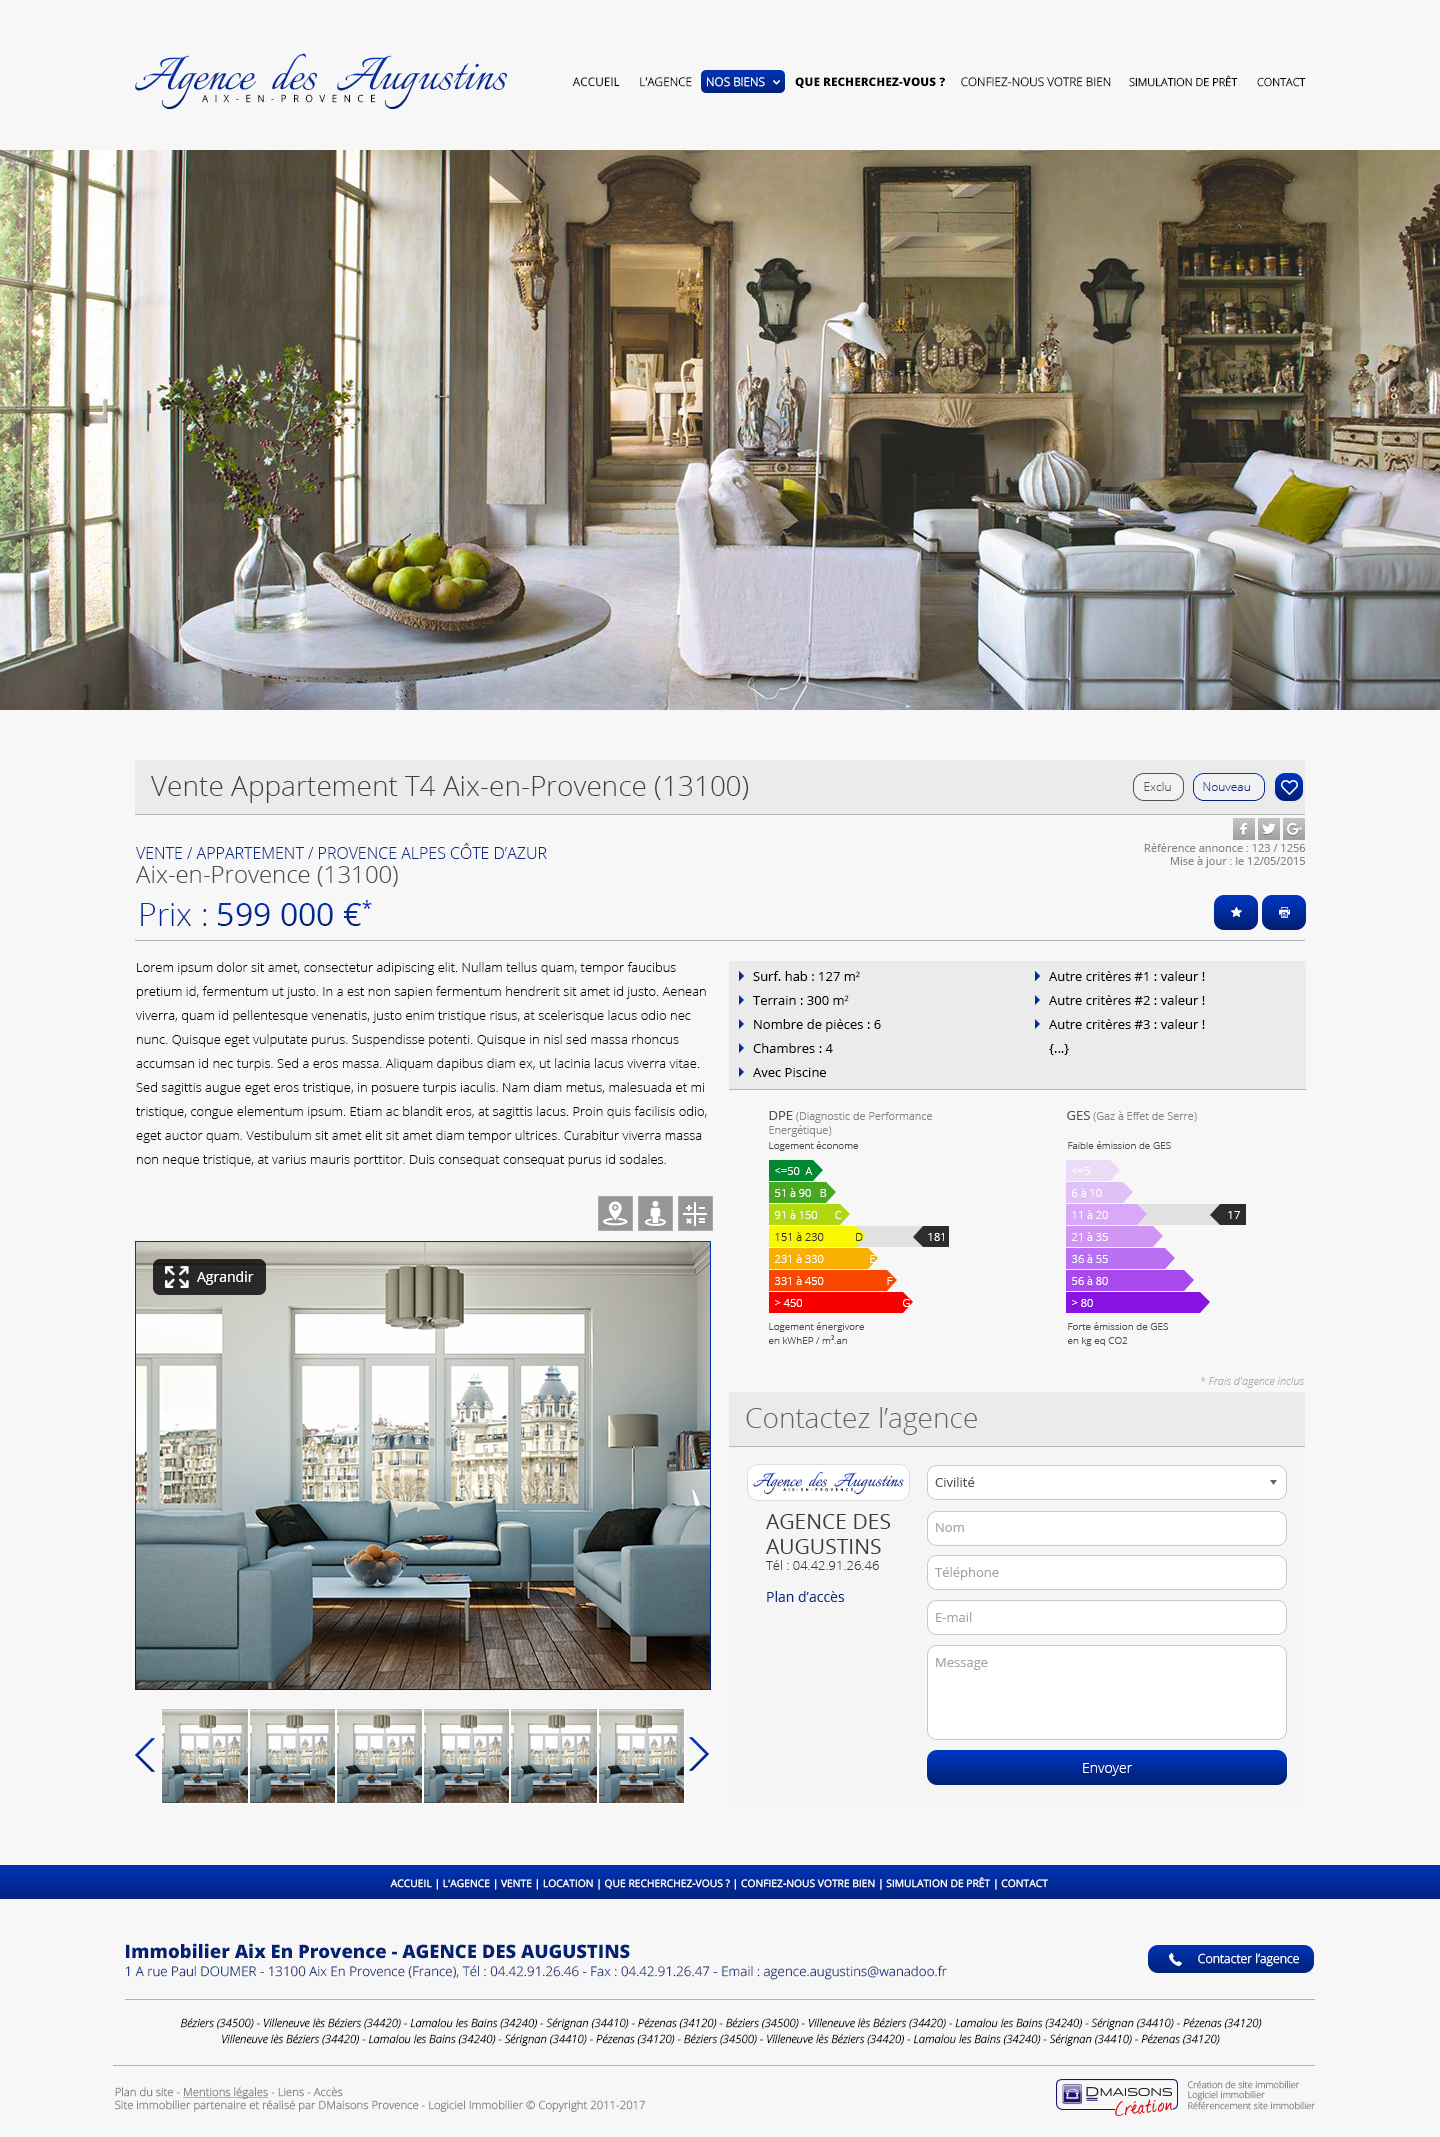 Agence des Augustins
AIX-EN-PROVENCE
ACCUEIL L'AGENCE NOS BIENS QUE RECHERCHEZ-VOUS ? CONFIEZ-NOUS VOTRE BIEN SIMULATION DE PRÊT CONTACT
UNIC
Vente Appartement T4 Aix-en-Provence (13100)
Exclu Nouveau
VENTE / APPARTEMENT / PROVENCE ALPES CÔTE D’AZUR
Aix-en-Provence (13100)
Référence annonce : 123 / 1256
Mise à jour : le 12/05/2015
Prix : 599 000 €*
Lorem ipsum dolor sit amet, consectetur adipiscing elit. Nullam tellus quam, tempor faucibus
pretium id, fermentum ut justo. In a est non sapien fermentum hendrerit sit amet id justo. Aenean
viverra, quam id pellentesque venenatis, justo enim tristique risus, at scelerisque lacus odio nec
nunc. Quisque eget vulputate purus. Suspendisse potenti. Quisque in nisl sed massa rhoncus
accumsan id nec turpis. Sed a eros massa. Aliquam dapibus diam ex, ut lacinia lacus viverra vitae.
Sed sagittis augue eget eros tristique, in posuere turpis iaculis. Nam diam metus, malesuada et mi
tristique, congue elementum ipsum. Etiam ac blandit eros, at sagittis lacus. Proin quis facilisis odio,
eget auctor quam. Vestibulum sit amet elit sit amet diam tempor ultrices. Curabitur viverra massa
non neque tristique, at varius mauris porttitor. Duis consequat consequat purus id sodales.
Agrandir
Surf. hab : 127 m²
Terrain : 300 m²
Nombre de pièces : 6
Chambres : 4
Avec Piscine
Autre critères #1 : valeur !
Autre critères #2 : valeur !
Autre critères #3 : valeur !
{...}
DPE (Diagnostic de Performance
Energétique)
Logement économe
<=50 A
51 à 90 B
91 à 150 C
151 à 230 D 181
231 à 330 E
331 à 450 F
> 450 G
Logement énergivore
en kWhEP / m².an
GES (Gaz à Effet de Serre)
Faible émission de GES
<=5
6 à 10
11 à 20 17
21 à 35
36 à 55
56 à 80
> 80
Forte émission de GES
en kg eq CO2
* Frais d'agence inclus
Contactez l’agence
Agence des Augustins
AIX-EN-PROVENCE
AGENCE DES
AUGUSTINS
Tél : 04.42.91.26.46
Plan d’accès
Civilité
Nom
Téléphone
E-mail
Message
Envoyer
ACCUEIL | L'AGENCE | VENTE | LOCATION | QUE RECHERCHEZ-VOUS ? | CONFIEZ-NOUS VOTRE BIEN | SIMULATION DE PRÊT | CONTACT
Immobilier Aix En Provence - AGENCE DES AUGUSTINS
1 A rue Paul DOUMER - 13100 Aix En Provence (France), Tél : 04.42.91.26.46 - Fax : 04.42.91.26.47 - Email : agence.augustins@wanadoo.fr
Contacter l’agence
Béziers (34500) - Villeneuve lès Béziers (34420) - Lamalou les Bains (34240) - Sérignan (34410) - Pézenas (34120) - Béziers (34500) - Villeneuve lès Béziers (34420) - Lamalou les Bains (34240) - Sérignan (34410) - Pézenas (34120)
Villeneuve lès Béziers (34420) - Lamalou les Bains (34240) - Sérignan (34410) - Pézenas (34120) - Béziers (34500) - Villeneuve lès Béziers (34420) - Lamalou les Bains (34240) - Sérignan (34410) - Pézenas (34120)
Plan du site - Mentions légales - Liens - Accès
Site immobilier partenaire et réalisé par DMaisons Provence - Logiciel Immobilier © Copyright 2011-2017
DMAISONS
Création
Création de site immobilier
Logiciel immobilier
Référencement site immobilier